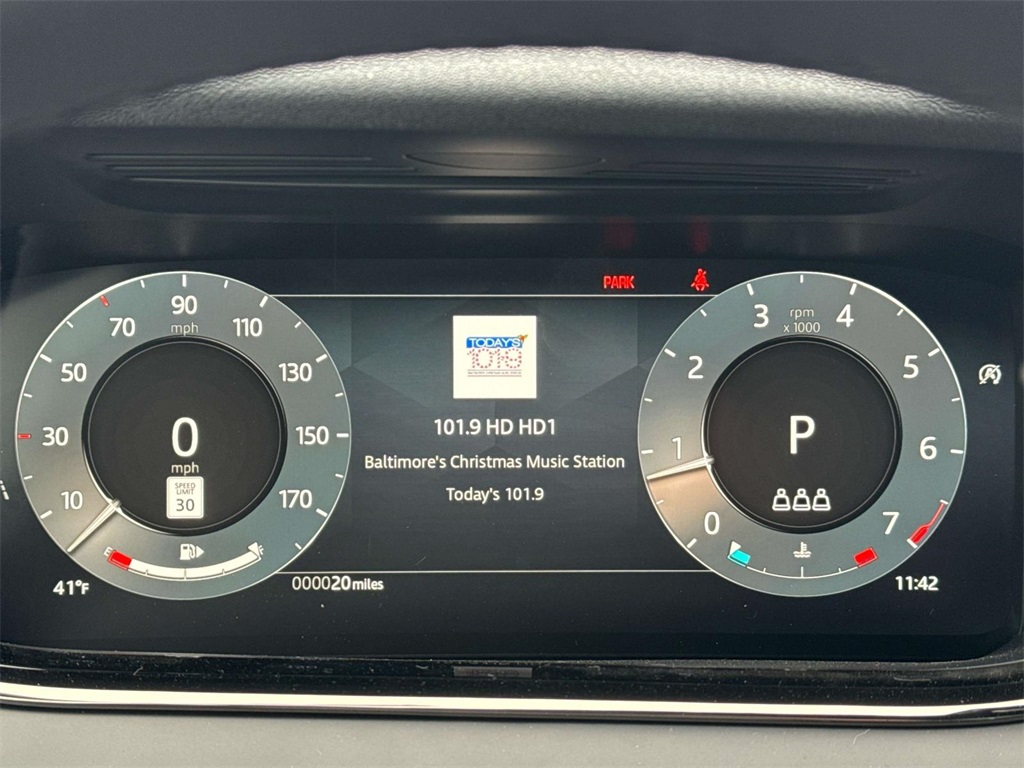 PARK
90
mph
70
110
50
130
30
150
10
170
0
mph
SPEED
LIMIT
30
E
F
41°F
TODAY'S
101.9
101.9 HD HD1
Baltimore's Christmas Music Station
Today's 101.9
000020 miles
3
rpm
x 1000
4
2
5
1
6
0
7
P
A
11:42